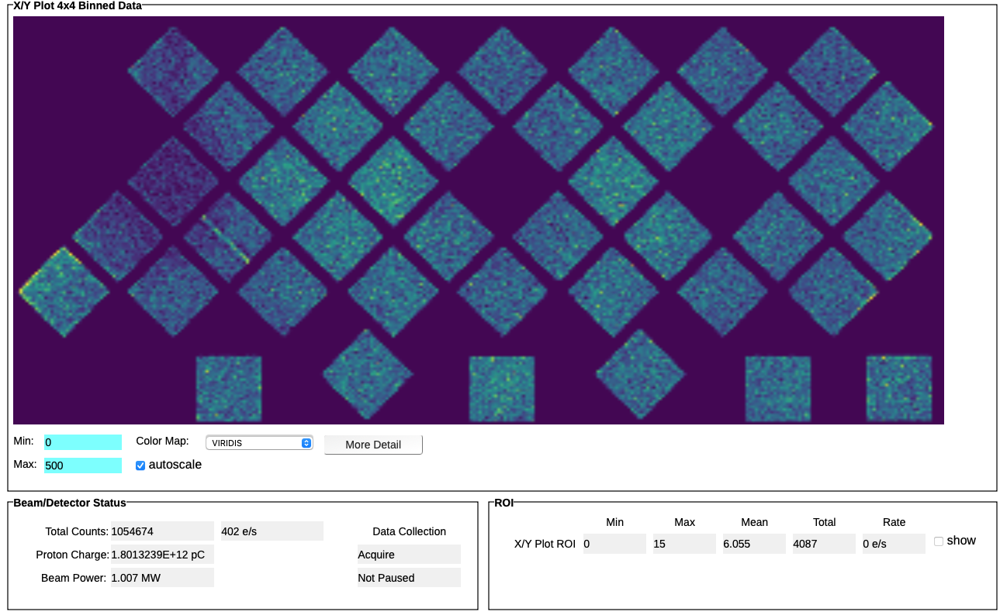 X/Y Plot 4x4 Binned Data
Min: 0 Color Map: VIRIDIS More Detail
Max: 500 autoscale
Beam/Detector Status
Total Counts: 1054674 402 e/s Data Collection
Proton Charge: 1.8013239E+12 pC Acquire
Beam Power: 1.007 MW Not Paused
ROI
Min Max Mean Total Rate
X/Y Plot ROI 0 15 6.055 4087 0 e/s show